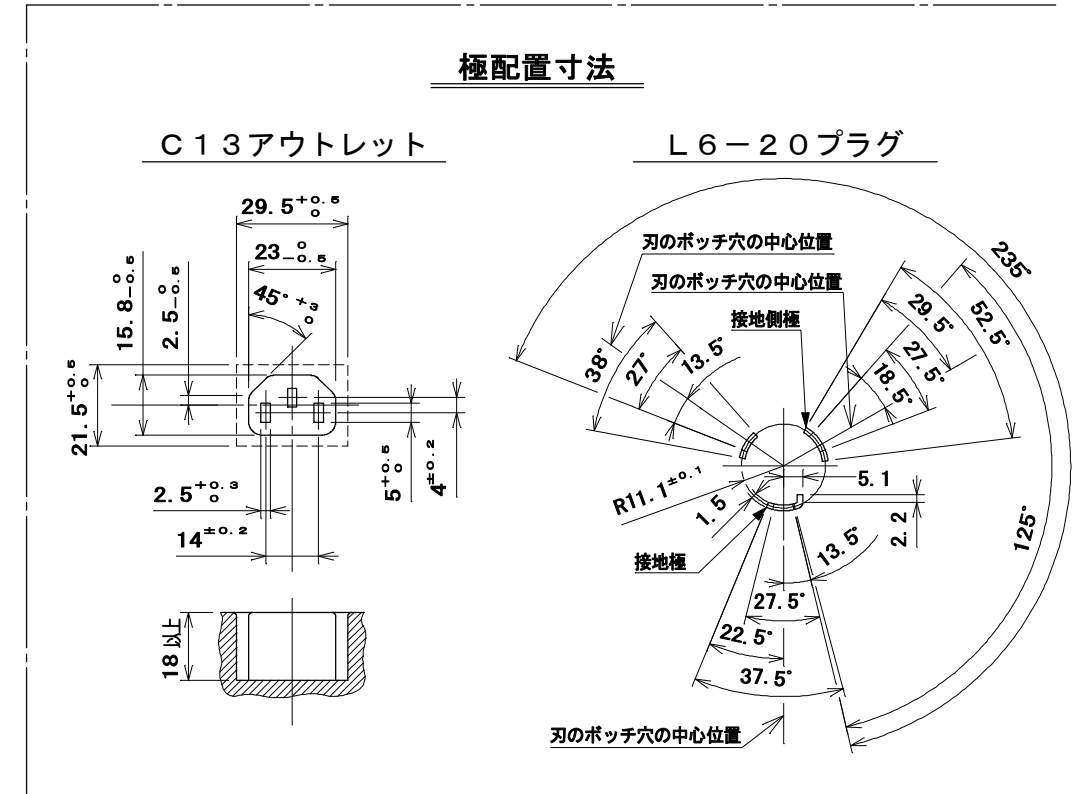 極配置寸法
C13アウトレット
29.5+0.5 0
23 0 -0.5
45°+3 0
15.8 0 -0.5
2.5 0 -0.5
21.5+0.5 0
5+0.5 0
4±0.2
2.5+0.3 0
14±0.2
18以上
L6-20プラグ
235°
刃のボッチ穴の中心位置
刃のボッチ穴の中心位置
接地側極
29.5°
52.5°
38°
27°
13.5°
27.5°
18.5°
R11.1±0.1
1.5
5.1
2.2
125°
接地極
13.5°
27.5°
22.5°
37.5°
刃のボッチ穴の中心位置